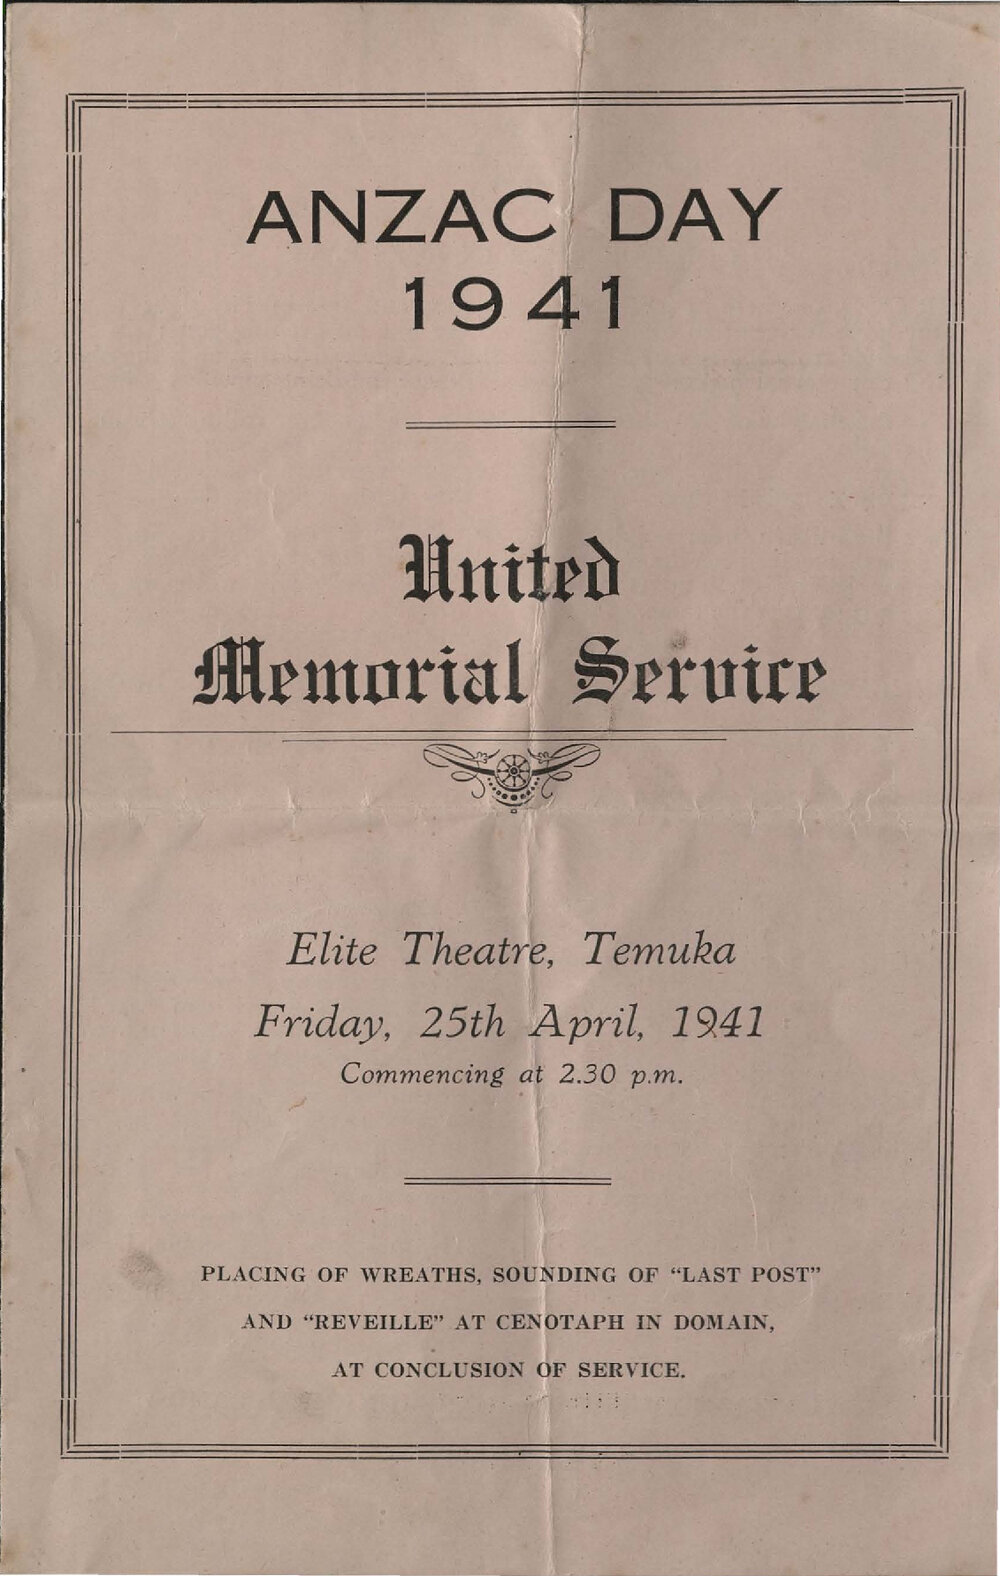 ANZAC DAY
1941
United
Memorial Service
Elite Theatre, Temuka
Friday, 25th April, 1941
Commencing at 2.30 p.m.
PLACING OF WREATHS, SOUNDING OF “LAST POST”
AND “REVEILLE” AT CENOTAPH IN DOMAIN,
AT CONCLUSION OF SERVICE.